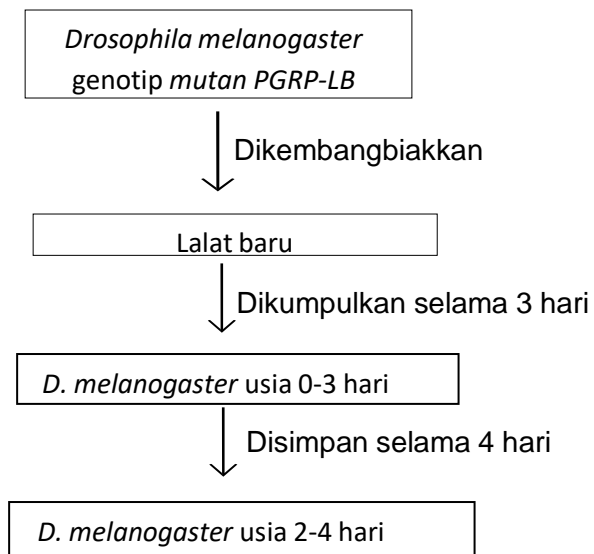 Drosophila melanogaster
genotip mutan PGRP-LB
Dikembangbiakkan
Lalat baru
Dikumpulkan selama 3 hari
D. melanogaster usia 0-3 hari
Disimpan selama 4 hari
D. melanogaster usia 2-4 hari